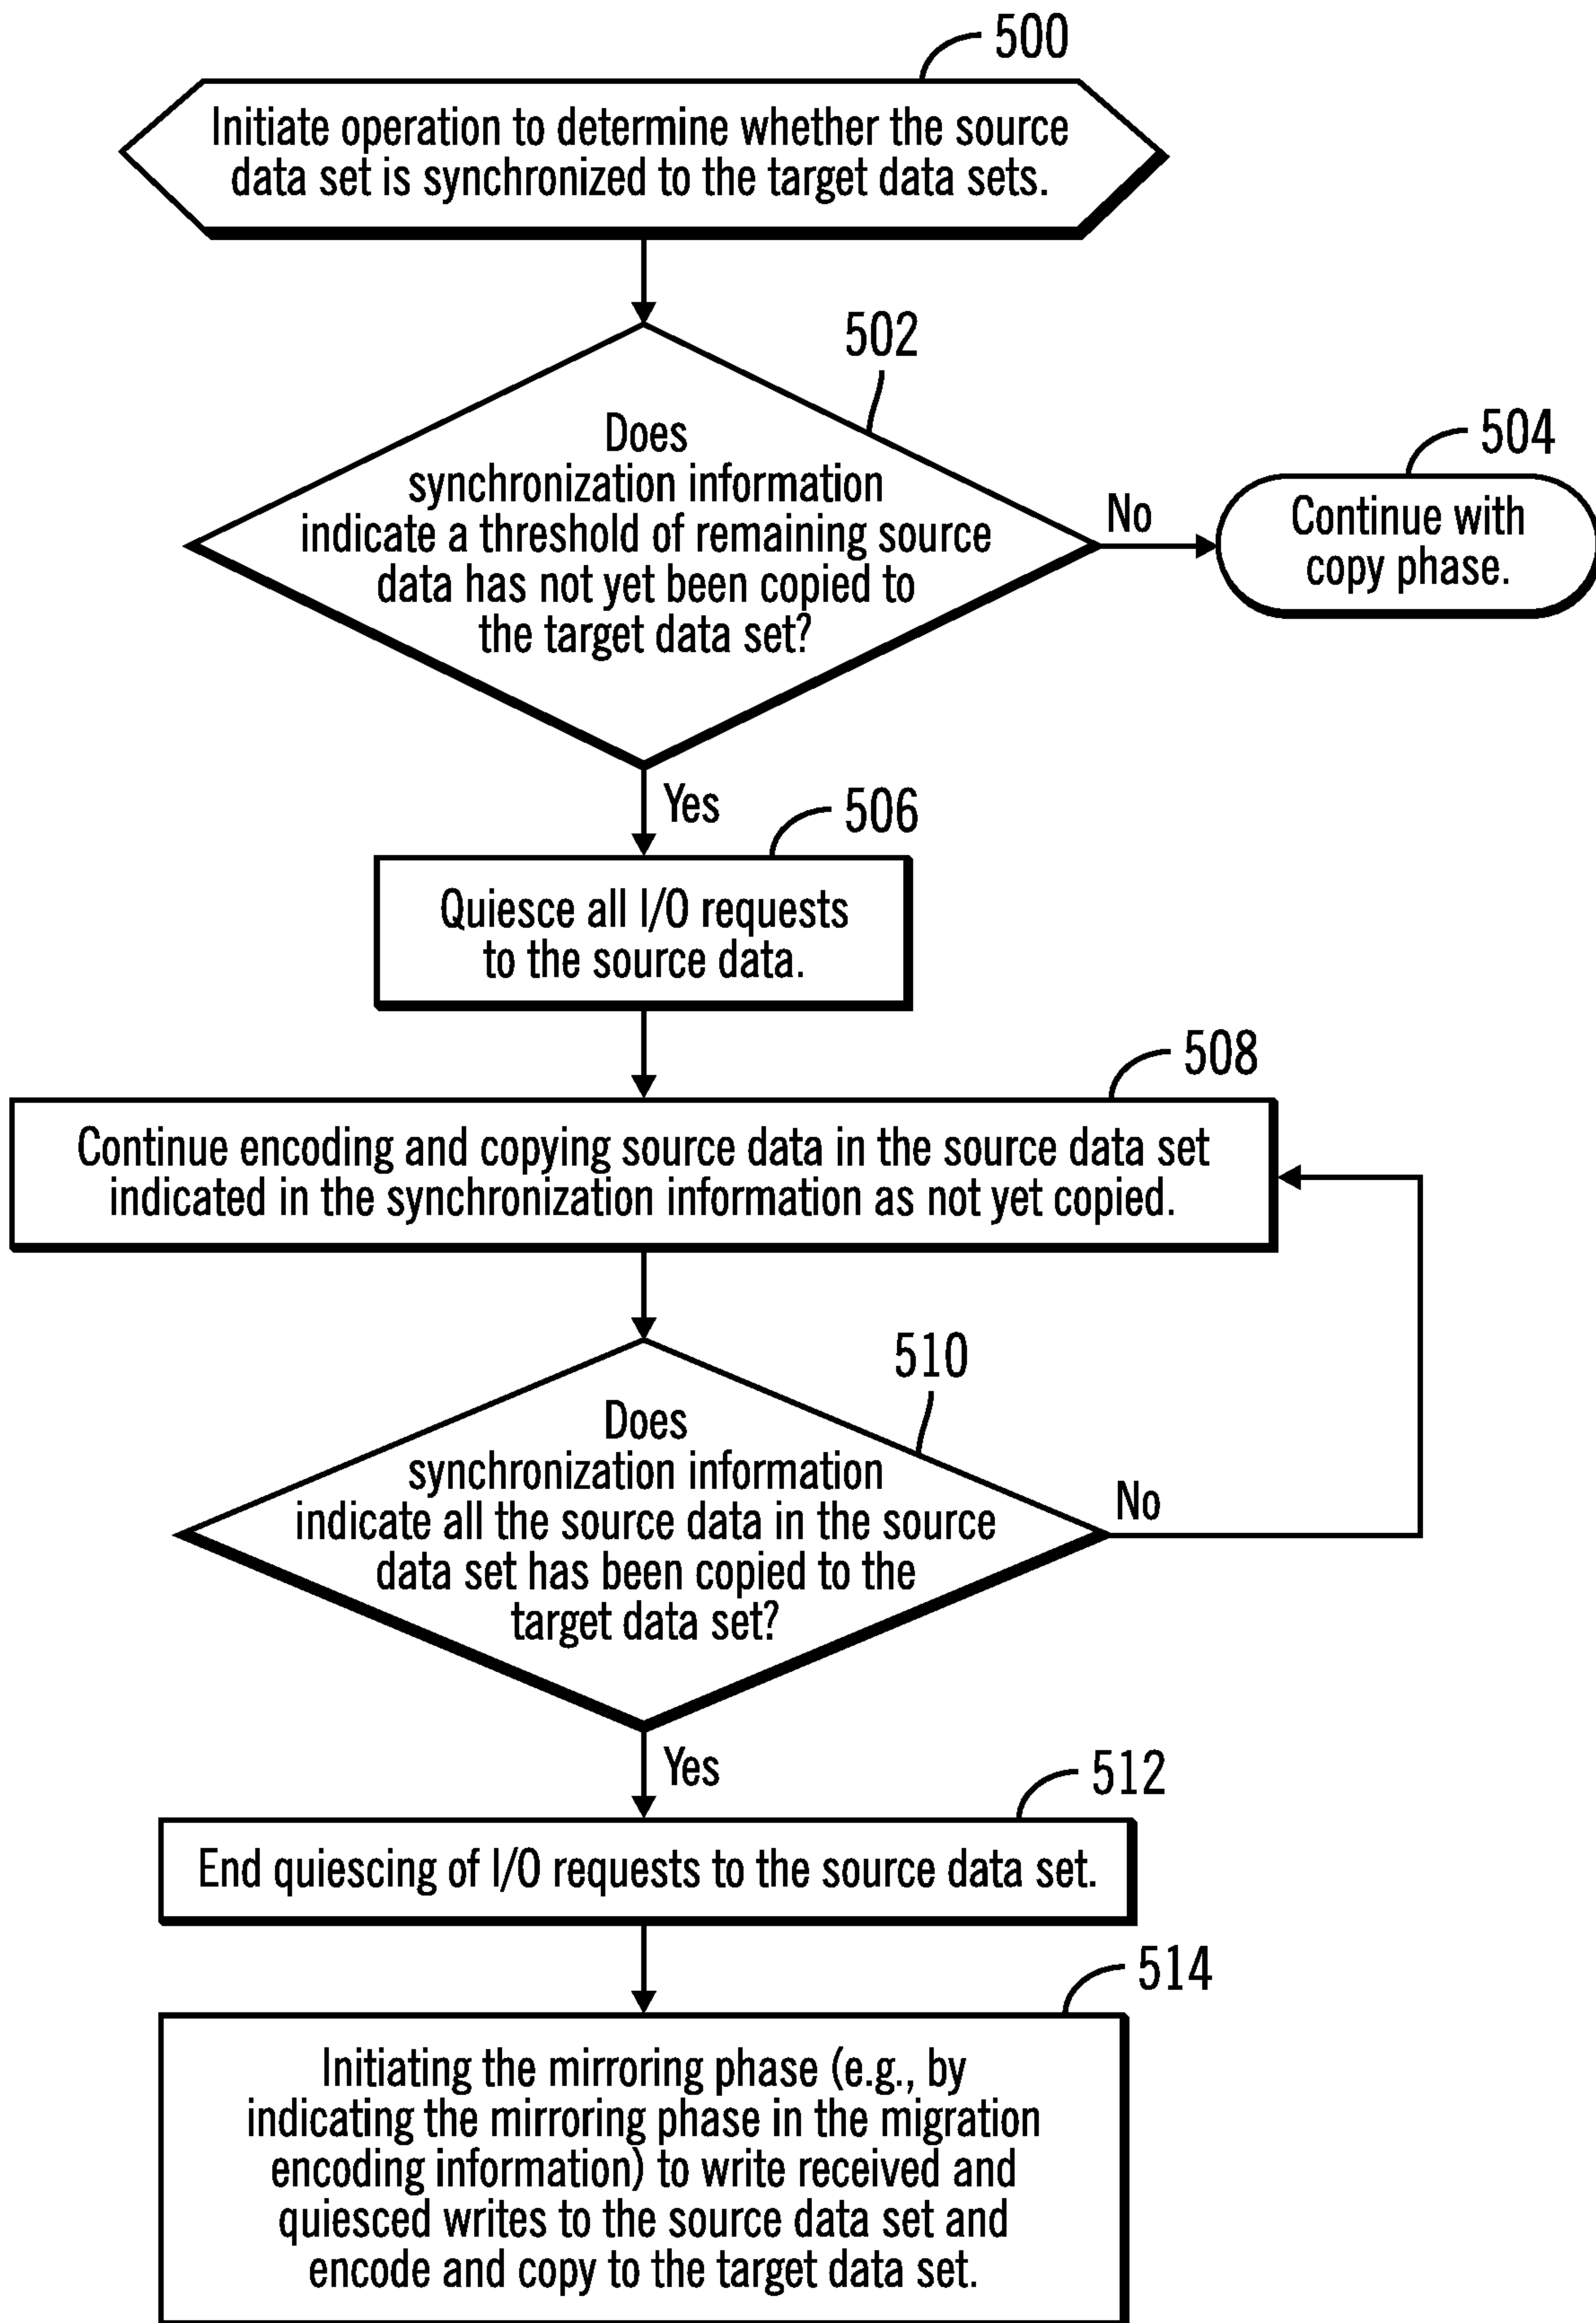 500
Initiate operation to determine whether the source
data set is synchronized to the target data sets.
502
Does
synchronization information
indicate a threshold of remaining source
data has not yet been copied to
the target data set?
No
504
Continue with
copy phase.
Yes
506
Quiesce all I/O requests
to the source data.
508
Continue encoding and copying source data in the source data set
indicated in the synchronization information as not yet copied.
510
Does
synchronization information
indicate all the source data in the source
data set has been copied to the
target data set?
No
Yes
512
End quiescing of I/O requests to the source data set.
514
Initiating the mirroring phase (e.g., by
indicating the mirroring phase in the migration
encoding information) to write received and
quiesced writes to the source data set and
encode and copy to the target data set.